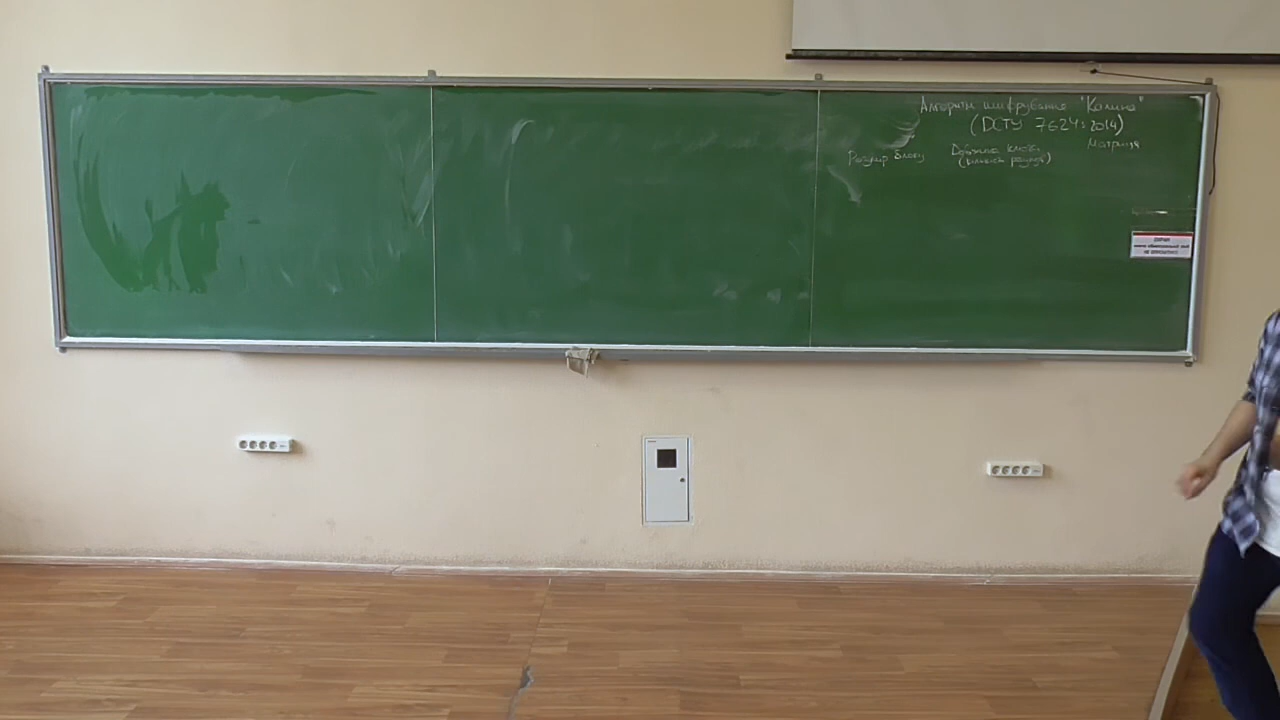 Алгоритм шифрування "Калина"
(ДСТУ 7624:2014)
Розмір блоку Довжина ключа Матриця
(кількість раундів)